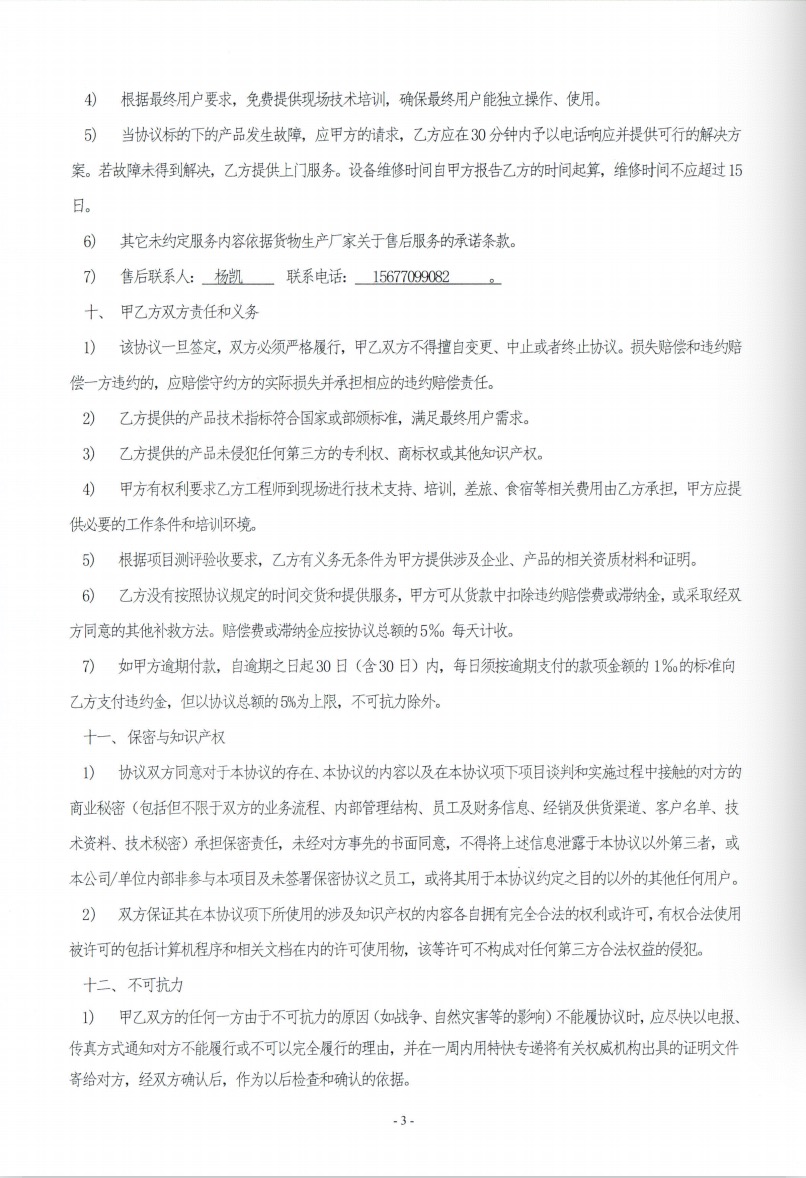 4) 根据最终用户要求，免费提供现场技术培训，确保最终用户能独立操作、使用。
5) 当协议标的下的产品发生故障，应甲方的请求，乙方应在30分钟内予以电话响应并提供可行的解决方
案。若故障未得到解决，乙方提供上门服务。设备维修时间自甲方报告乙方的时间起算，维修时间不应超过15
日。
6) 其它未约定服务内容依据货物生产厂家关于售后服务的承诺条款。
7) 售后联系人：杨凯 联系电话：15677099082 。
十、甲乙方双方责任和义务
1) 该协议一旦签定，双方必须严格履行，甲乙双方不得擅自变更、中止或者终止协议。损失赔偿和违约赔
偿一方违约的，应赔偿守约方的实际损失并承担相应的违约赔偿责任。
2) 乙方提供的产品技术指标符合国家或部颁标准，满足最终用户需求。
3) 乙方提供的产品未侵犯任何第三方的专利权、商标权或其他知识产权。
4) 甲方有权利要求乙方工程师到现场进行技术支持、培训，差旅、食宿等相关费用由乙方承担，甲方应提
供必要的工作条件和培训环境。
5) 根据项目测评验收要求，乙方有义务无条件为甲方提供涉及企业、产品的相关资质材料和证明。
6) 乙方没有按照协议规定的时间交货和提供服务，甲方可从货款中扣除违约赔偿费或滞纳金，或采取经双
方同意的其他补救方法。赔偿费或滞纳金应按协议总额的5‰每天计收。
7) 如甲方逾期付款，自逾期之日起30日（含30日）内，每日须按逾期支付的款项金额的1‰的标准向
乙方支付违约金，但以协议总额的5%为上限，不可抗力除外。
十一、保密与知识产权
1) 协议双方同意对于本协议的存在、本协议的内容以及在本协议项下项目谈判和实施过程中接触的对方的
商业秘密（包括但不限于双方的业务流程、内部管理结构、员工及财务信息、经销及供货渠道、客户名单、技
术资料、技术秘密）承担保密责任，未经对方事先的书面同意，不得将上述信息泄露于本协议以外第三者，或
本公司/单位内部非参与本项目及未签署保密协议之员工，或将其用于本协议约定之目的以外的其他任何用户。
2) 双方保证其在本协议项下所使用的涉及知识产权的内容各自拥有完全合法的权利或许可，有权合法使用
被许可的包括计算机程序和相关文档在内的许可使用物，该等许可不构成对任何第三方合法权益的侵犯。
十二、不可抗力
1) 甲乙双方的任何一方由于不可抗力的原因（如战争、自然灾害等的影响）不能履协议时，应尽快以电报、
传真方式通知对方不能履行或不可以完全履行的理由，并在一周内用特快专递将有关权威机构出具的证明文件
寄给对方，经双方确认后，作为以后检查和确认的依据。
- 3 -